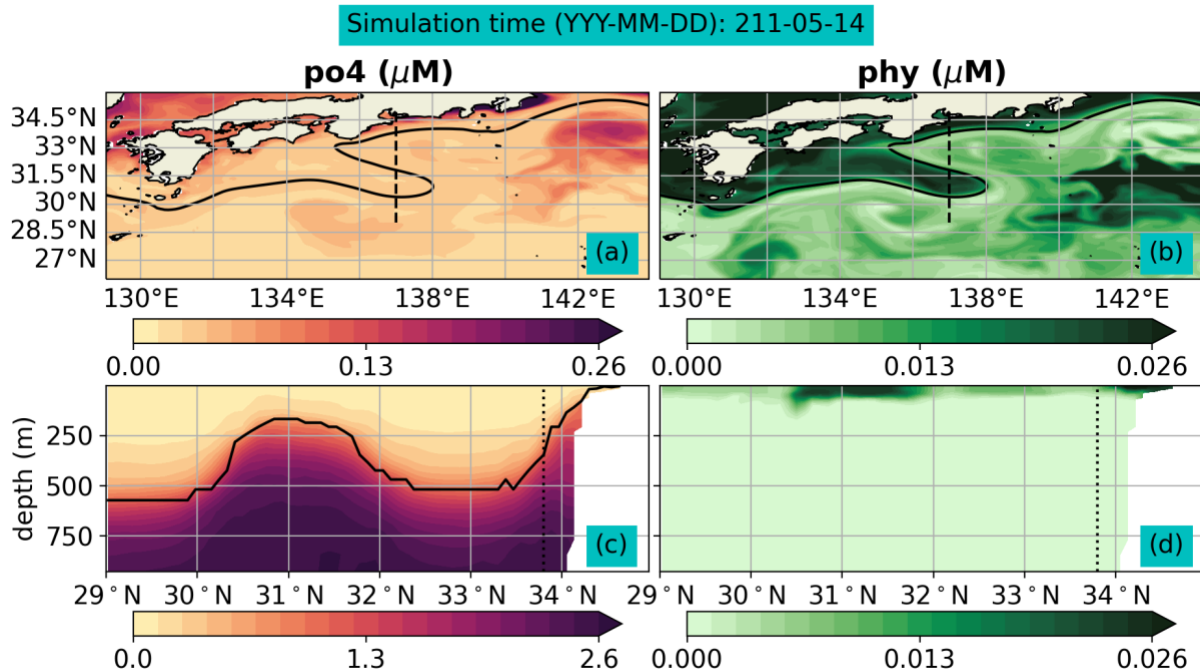 Simulation time (YYY-MM-DD): 211-05-14
po4 (μM)
phy (μM)
34.5°N
33°N
31.5°N
30°N
28.5°N
27°N
(a)
(b)
130°E 134°E 138°E 142°E
130°E 134°E 138°E 142°E
0.00 0.13 0.26
0.000 0.013 0.026
depth (m)
250
500
750
(c)
(d)
29°N 30°N 31°N 32°N 33°N 34°N
29°N 30°N 31°N 32°N 33°N 34°N
0.0 1.3 2.6
0.000 0.013 0.026